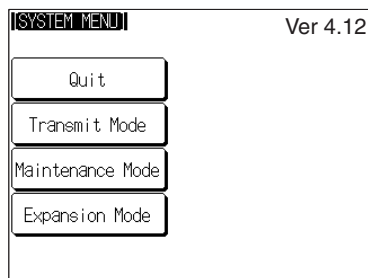 [SYSTEM MENU]
Ver 4.12
Quit
Transmit Mode
Maintenance Mode
Expansion Mode